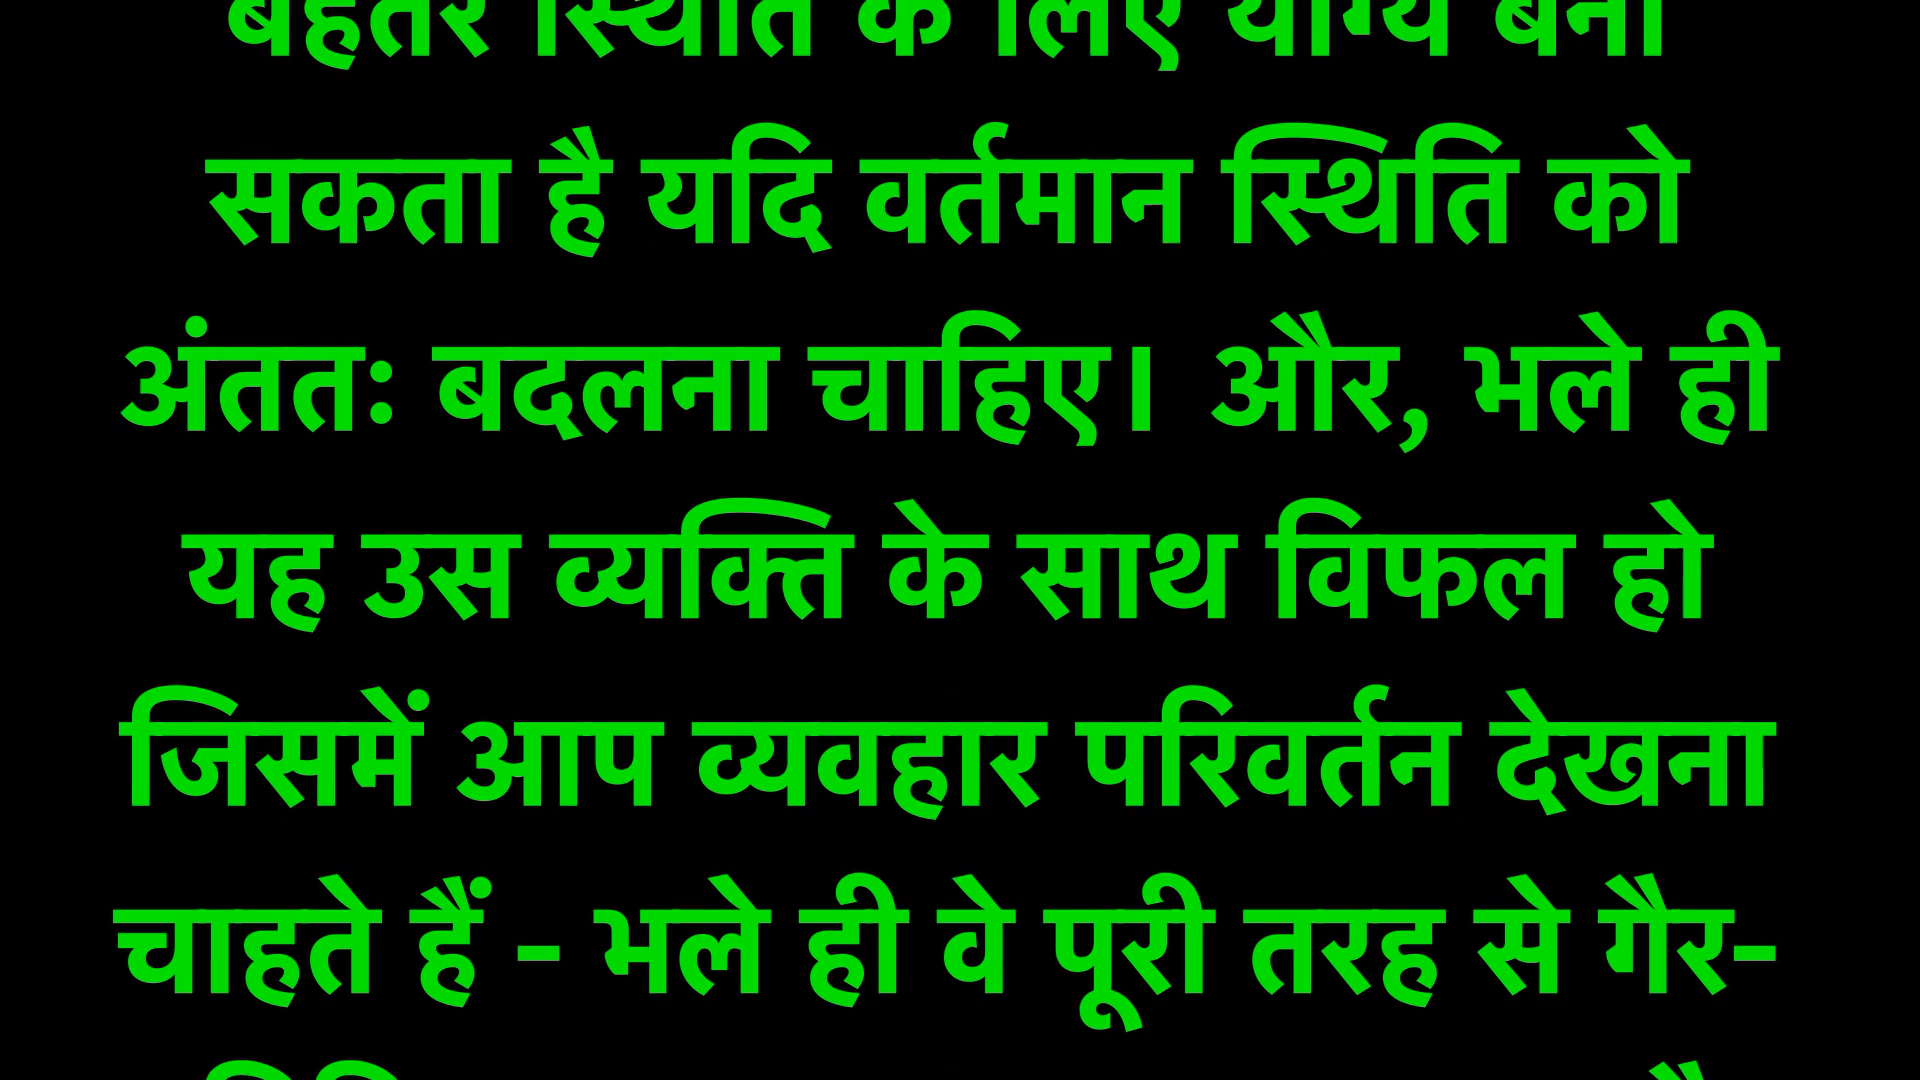 बेहतर स्थिति के लिए योग्य बना
सकता है यदि वर्तमान स्थिति को
अंतत: बदलना चाहिए। और, भले ही
यह उस व्यक्ति के साथ विफल हो
जिसमें आप व्यवहार परिवर्तन देखना
चाहते हैं - भले ही वे पूरी तरह से गैर-